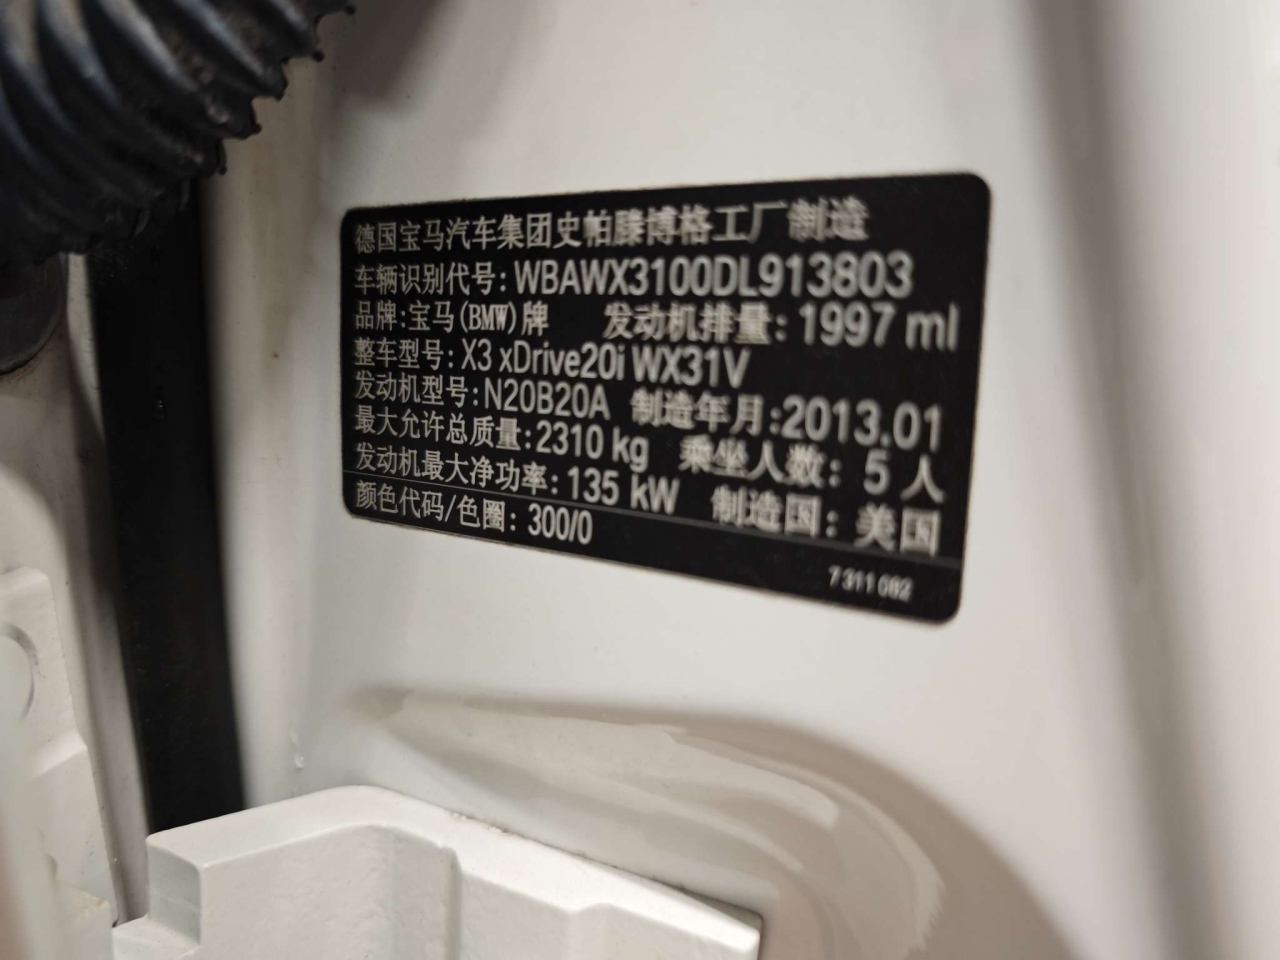 德国宝马汽车集团史帕滕博格工厂制造
车辆识别代号: WBAWX3100DL913803
品牌:宝马(BMW)牌 发动机排量: 1997 ml
整车型号: X3 xDrive20i WX31V
发动机型号: N20B20A 制造年月:2013.01
最大允许总质量:2310 kg 乘坐人数: 5 人
发动机最大净功率: 135 kW 制造国: 美国
颜色代码/色圈: 300/0
7311082